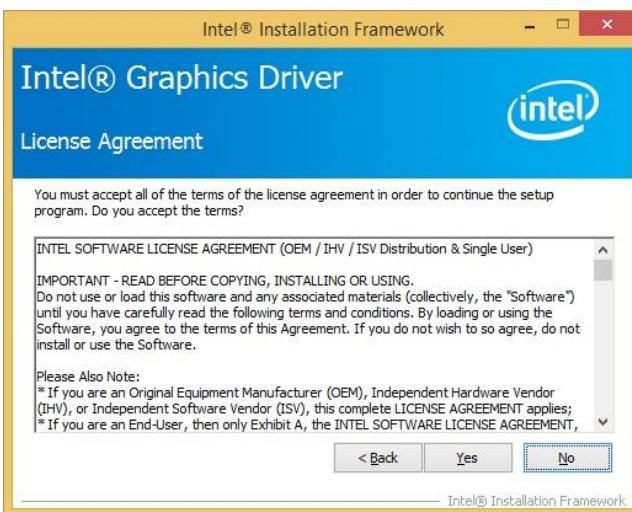 Intel® Installation Framework
Intel® Graphics Driver
intel
License Agreement
You must accept all of the terms of the license agreement in order to continue the setup
program. Do you accept the terms?
INTEL SOFTWARE LICENSE AGREEMENT (OEM / IHV / ISV Distribution & Single User)
IMPORTANT - READ BEFORE COPYING, INSTALLING OR USING.
Do not use or load this software and any associated materials (collectively, the "Software")
until you have carefully read the following terms and conditions. By loading or using the
Software, you agree to the terms of this Agreement. If you do not wish to so agree, do not
install or use the Software.
Please Also Note:
* If you are an Original Equipment Manufacturer (OEM), Independent Hardware Vendor
(IHV), or Independent Software Vendor (ISV), this complete LICENSE AGREEMENT applies;
* If you are an End-User, then only Exhibit A, the INTEL SOFTWARE LICENSE AGREEMENT,
< Back Yes No
Intel® Installation Framework